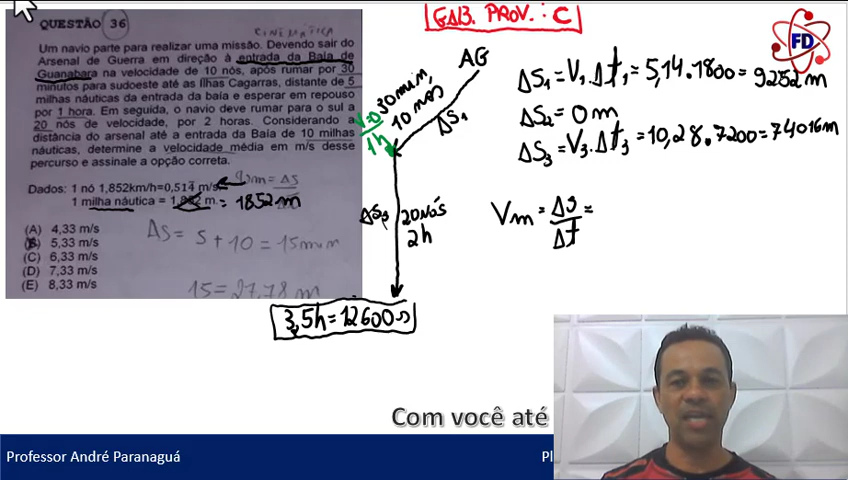 QUESTÃO 36
CINEMÁTICA
Um navio parte para realizar uma missão. Devendo sair do
Arsenal de Guerra em direção à entrada da Baía de
Guanabara na velocidade de 10 nós, após rumar por 30
minutos para sudoeste até as Ilhas Cagarras, distante de 5
milhas náuticas da entrada da baía e esperar em repouso
por 1 hora. Em seguida, o navio deve rumar para o sul a
20 nós de velocidade, por 2 horas. Considerando a
distância do arsenal até a entrada da Baía de 10 milhas
náuticas, determine a velocidade média em m/s desse
percurso e assinale a opção correta.
Dados: 1 nó 1,852km/h=0,514 m/s.
1 milha náutica = 1,852 m. = 1852 m
Vm = ΔS
(A) 4,33 m/s
(B) 5,33 m/s
(C) 6,33 m/s
(D) 7,33 m/s
(E) 8,33 m/s
ΔS = 5 + 10 = 15 min
15 = 27,78 m
GAB. PROV.: C
FD
AG
30 min,
10 nós
ΔS1
V=0
1h
ΔS3
20 NÓS
2h
3,5h = 12600 s
ΔS1 = V1.Δt1 = 5,14.1800 = 9252 m
ΔS2 = 0m
ΔS3 = V3.Δt3 = 10,28.7200 = 74016m
Vm = ΔS =
Δt
Com você até
Professor André Paranaguá
Pl